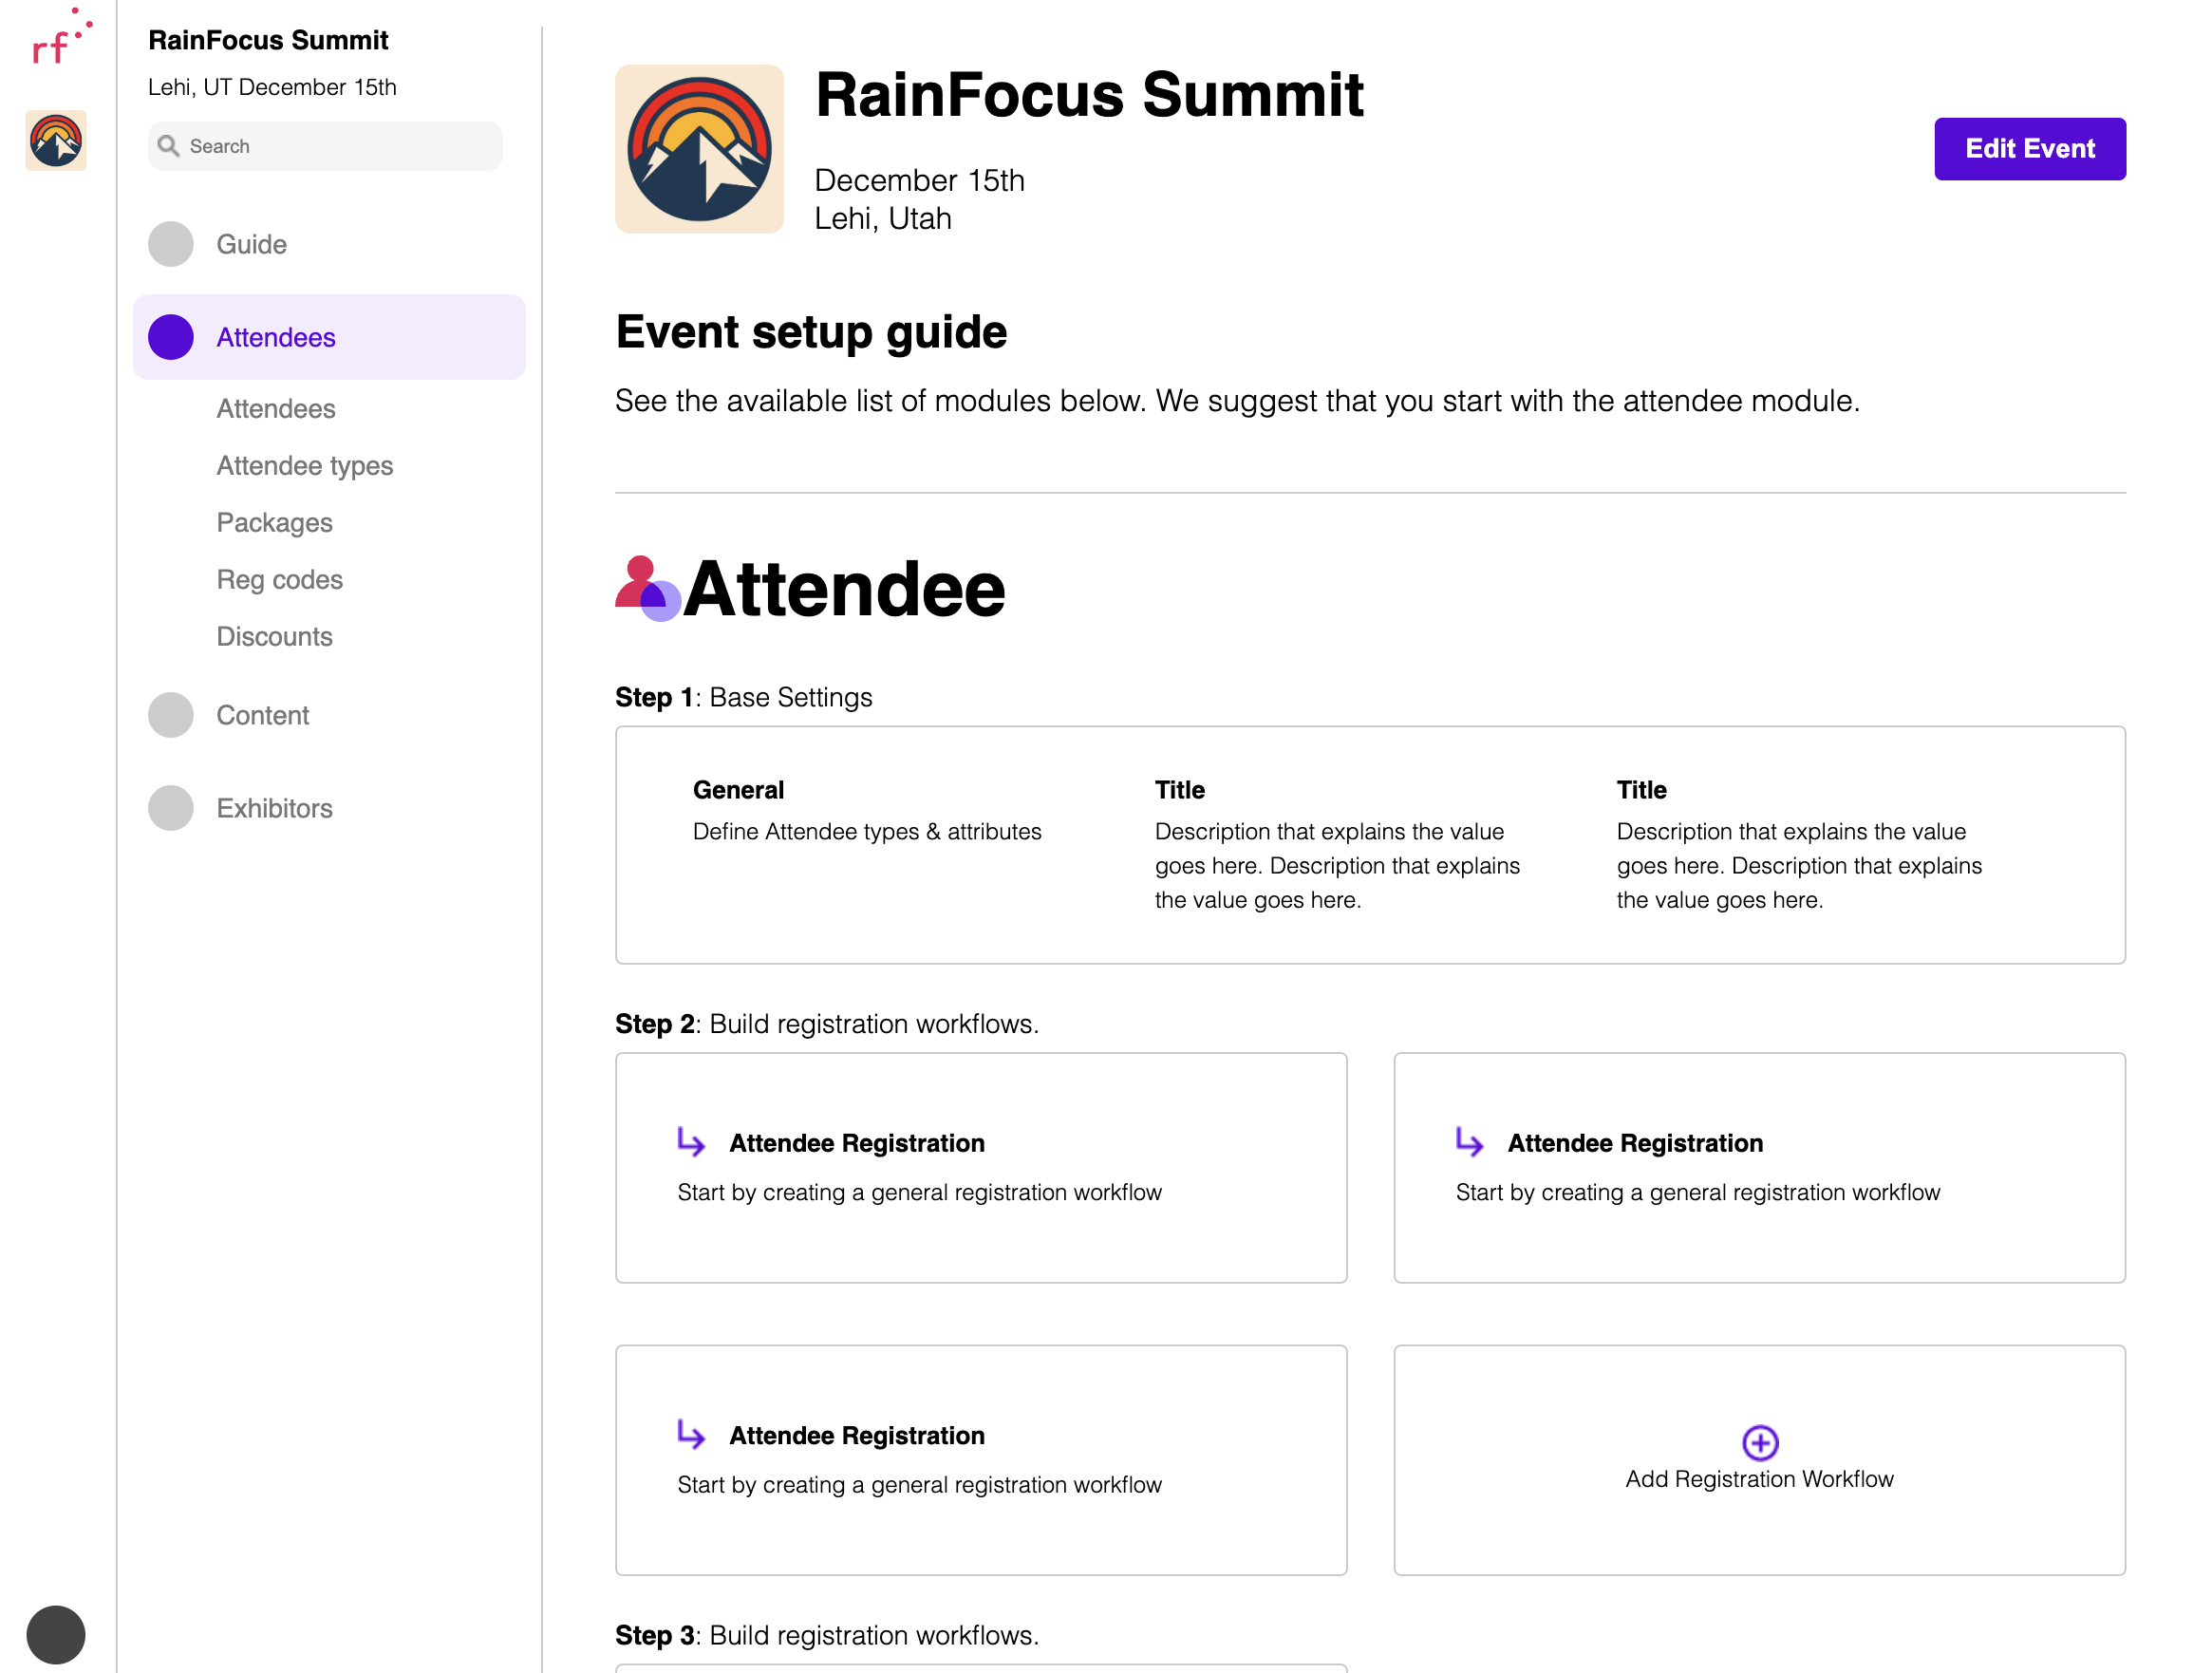 rf
RainFocus Summit
Lehi, UT December 15th
Search
Guide
Attendees
Attendees
Attendee types
Packages
Reg codes
Discounts
Content
Exhibitors
RainFocus Summit
December 15th
Lehi, Utah
Edit Event
Event setup guide
See the available list of modules below. We suggest that you start with the attendee module.
Attendee
Step 1: Base Settings
General
Define Attendee types & attributes
Title
Description that explains the value
goes here. Description that explains
the value goes here.
Title
Description that explains the value
goes here. Description that explains
the value goes here.
Step 2: Build registration workflows.
Attendee Registration
Start by creating a general registration workflow
Attendee Registration
Start by creating a general registration workflow
Attendee Registration
Start by creating a general registration workflow
Add Registration Workflow
Step 3: Build registration workflows.